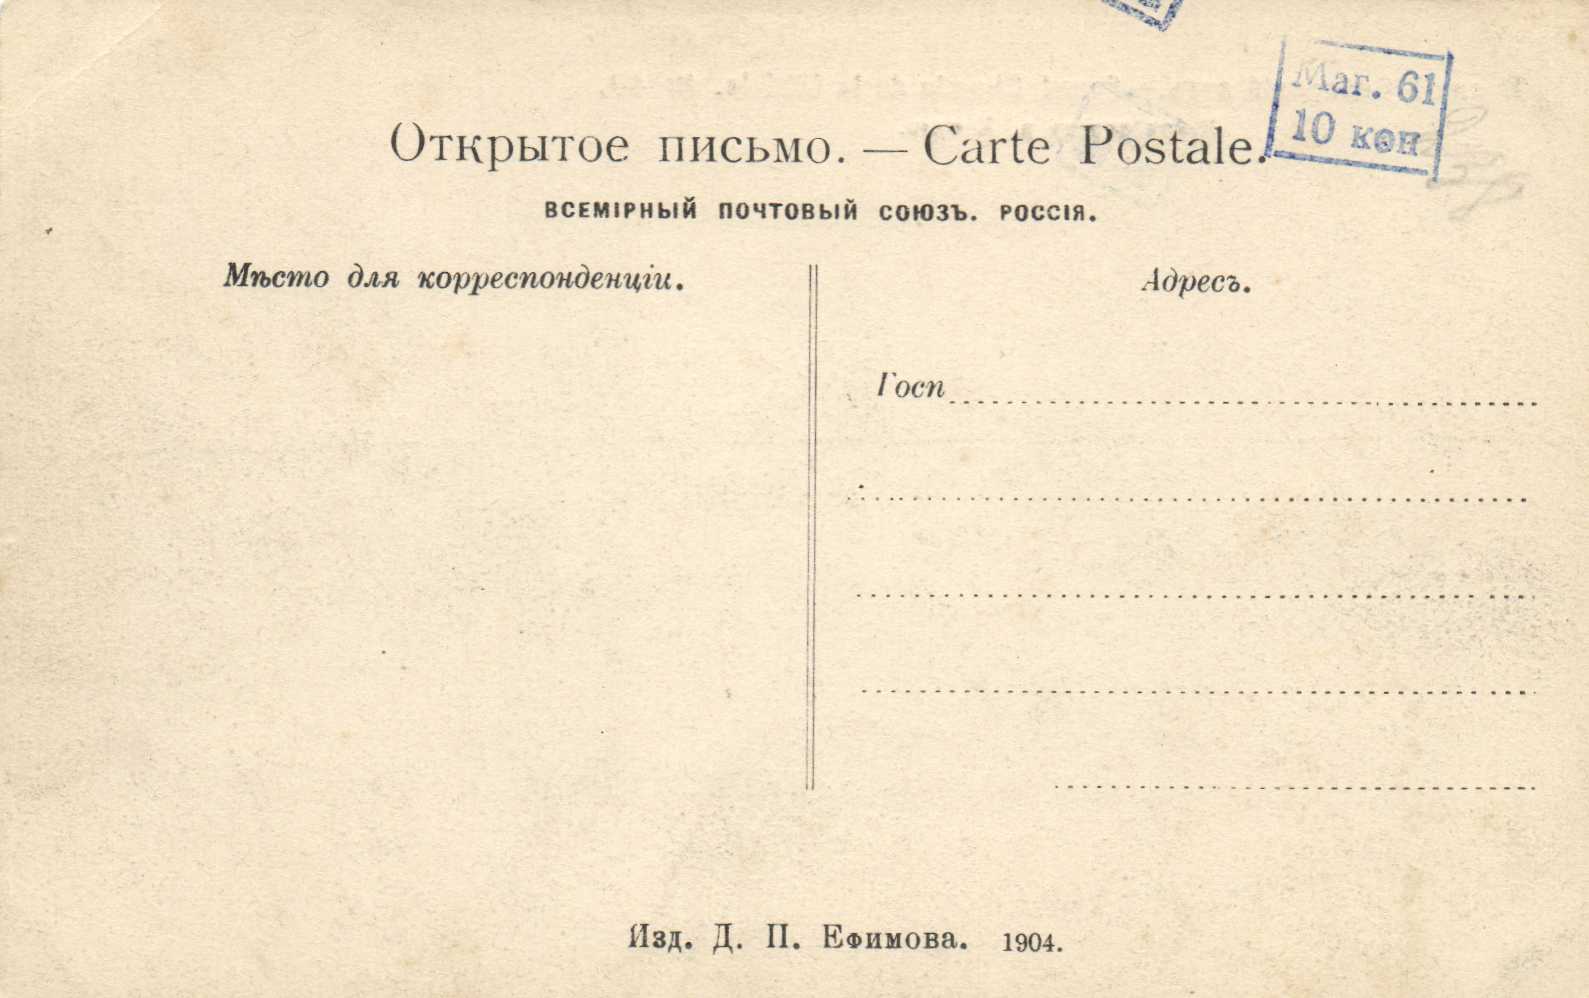 Маг. 61
10 коп
Открытое письмо. — Carte Postale.
ВСЕМІРНЫЙ ПОЧТОВЫЙ СОЮЗЪ. РОССІЯ.
Мѣсто для корреспонденціи.
Адресъ.
Госп
Изд. Д. П. Ефимова. 1904.